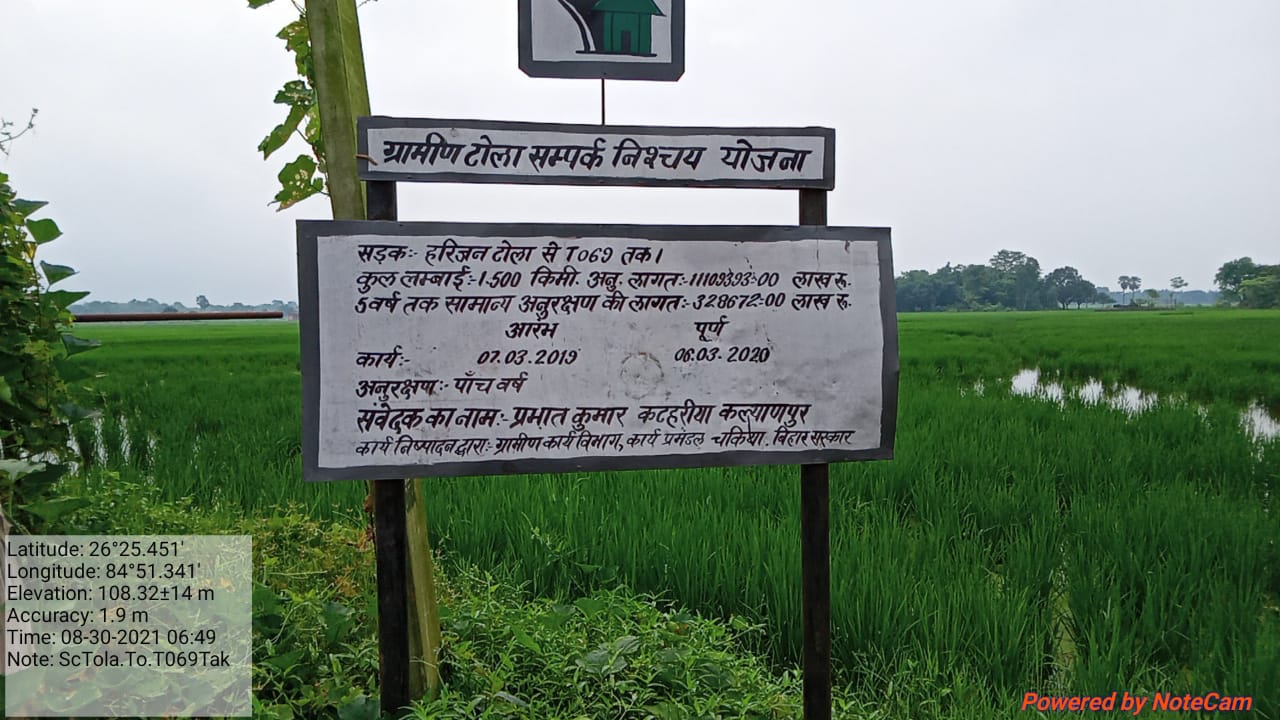 ग्रामीण टोला सम्पर्क निश्चय योजना
सड़क:- हरिजन टोला से T069 तक।
कुल लम्बाई:-1.500 किमी. अनु. लागत:-11109393=00 लाख रु.
5वर्ष तक सामान्य अनुरक्षण की लागत:-328672=00 लाख रु.
आरंभ पूर्ण
कार्य:- 07.03.2019 06.03.2020
अनुरक्षण:- पाँच वर्ष
संवेदक का नाम:- प्रभात कुमार कटहरीया कल्याणपुर
कार्य निष्पादन द्वारा:- ग्रामीण कार्य विभाग, कार्य प्रमंडल चकिया. बिहार सरकार
Latitude: 26°25.451'
Longitude: 84°51.341'
Elevation: 108.32±14 m
Accuracy: 1.9 m
Time: 08-30-2021 06:49
Note: ScTola.To.T069Tak
Powered by NoteCam